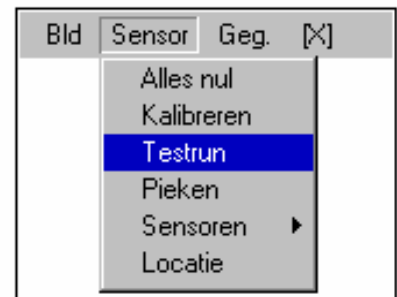 Bld Sensor Geg. [X]
Alles nul
Kalibreren
Testrun
Pieken
Sensoren
Locatie